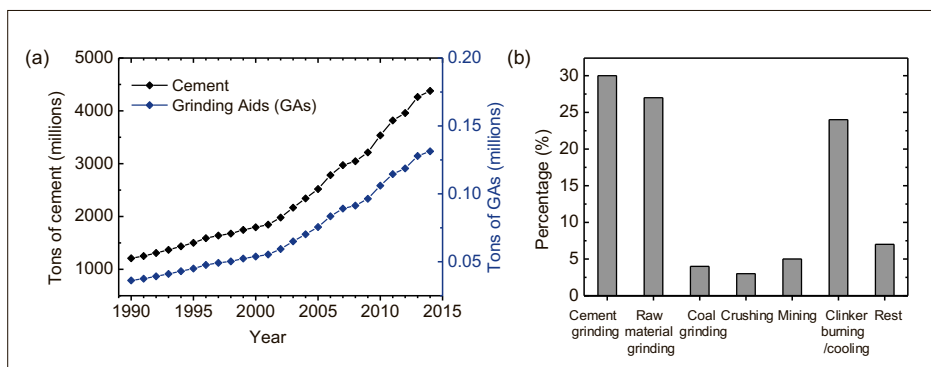 (a)
5000
4000
3000
2000
1000
Tons of cement (millions)
Cement
Grinding Aids (GAs)
0.20
0.15
0.10
0.05
Tons of GAs (millions)
1990 1995 2000 2005 2010 2015
Year
(b)
30
25
20
15
10
5
0
Percentage (%)
Cement Raw Coal Crushing Mining Clinker Rest
grinding material grinding burning
grinding /cooling